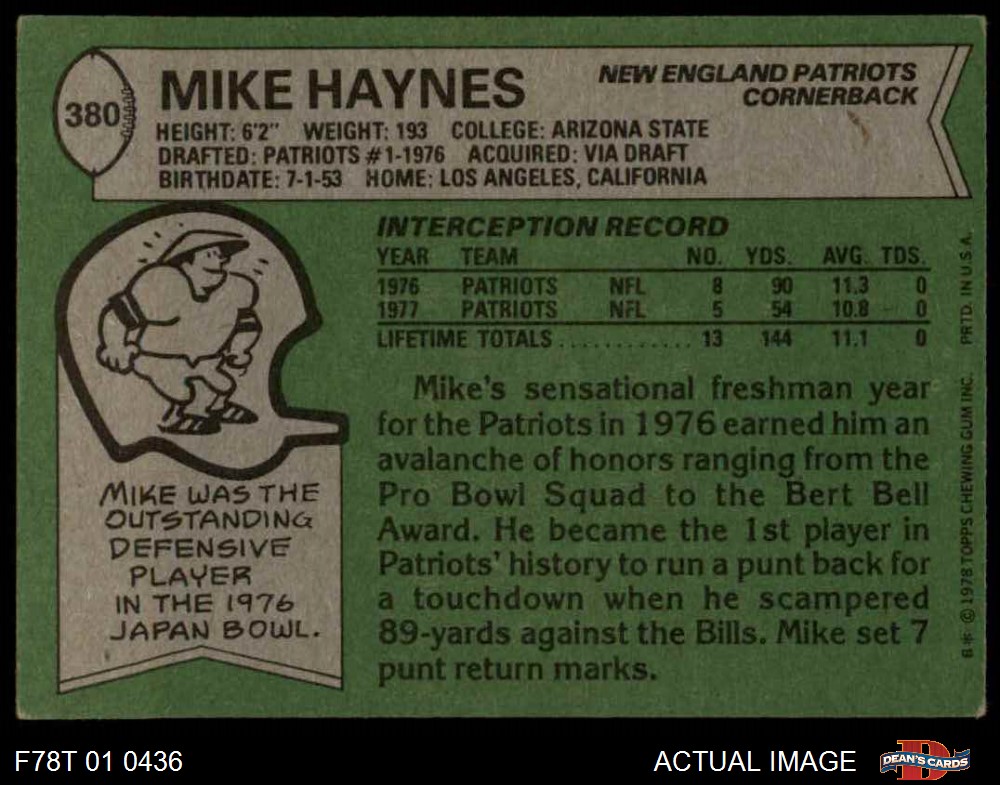 380
MIKE HAYNES
NEW ENGLAND PATRIOTS
CORNERBACK
HEIGHT: 6'2" WEIGHT: 193 COLLEGE: ARIZONA STATE
DRAFTED: PATRIOTS #1-1976 ACQUIRED: VIA DRAFT
BIRTHDATE: 7-1-53 HOME: LOS ANGELES, CALIFORNIA
INTERCEPTION RECORD
YEAR TEAM NO. YDS. AVG. TDS.
1976 PATRIOTS NFL 8 90 11.3 0
1977 PATRIOTS NFL 5 54 10.8 0
LIFETIME TOTALS............ 13 144 11.1 0
Mike's sensational freshman year
for the Patriots in 1976 earned him an
avalanche of honors ranging from the
Pro Bowl Squad to the Bert Bell
Award. He became the 1st player in
Patriots' history to run a punt back for
a touchdown when he scampered
89-yards against the Bills. Mike set 7
punt return marks.
MIKE WAS THE
OUTSTANDING
DEFENSIVE
PLAYER
IN THE 1976
JAPAN BOWL.
6* © 1978 TOPPS CHEWING GUM INC. PRTD. IN U.S.A.
F78T 01 0436
ACTUAL IMAGE
D
DEAN'S CARDS